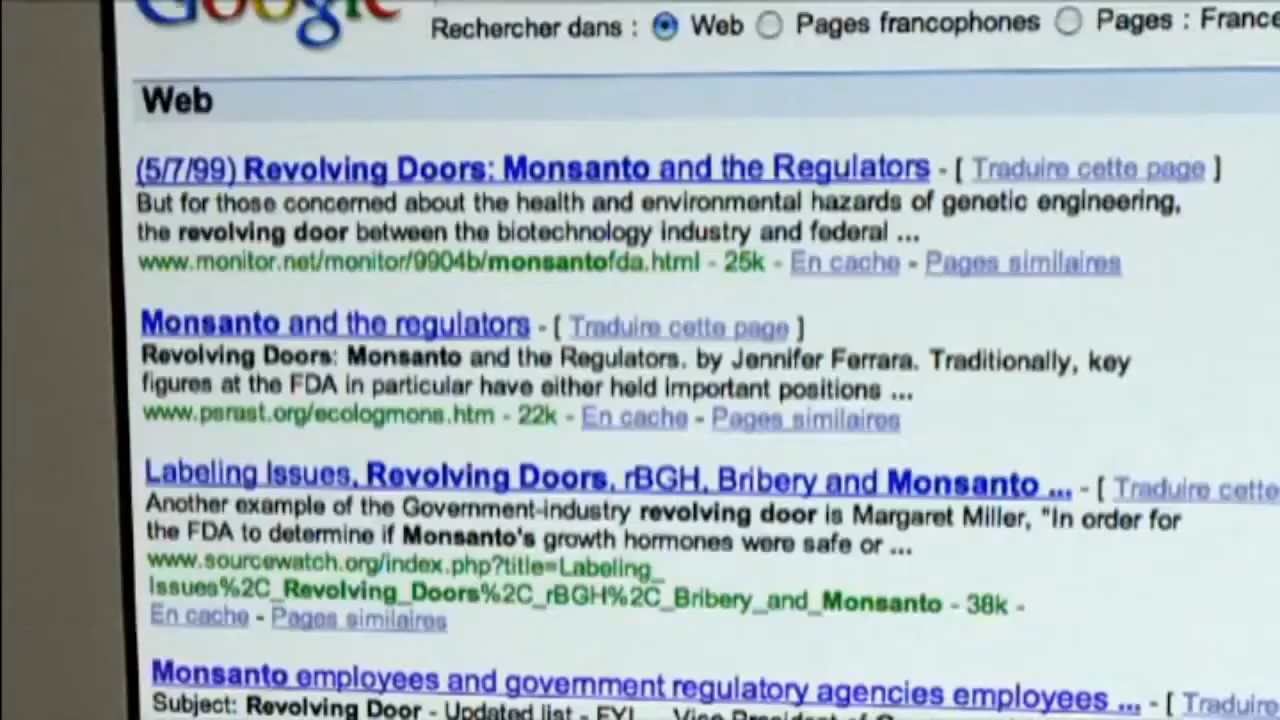 Google
Rechercher dans : Web Pages francophones Pages : France
Web
(5/7/99) Revolving Doors: Monsanto and the Regulators - [ Traduire cette page ]
But for those concerned about the health and environmental hazards of genetic engineering,
the revolving door between the biotechnology industry and federal ...
www.monitor.net/monitor/9904b/monsantofda.html - 25k - En cache - Pages similaires
Monsanto and the regulators - [ Traduire cette page ]
Revolving Doors: Monsanto and the Regulators. by Jennifer Ferrara. Traditionally, key
figures at the FDA in particular have either held important positions ...
www.psrast.org/ecologmons.htm - 22k - En cache - Pages similaires
Labeling Issues, Revolving Doors, rBGH, Bribery and Monsanto ... - [ Traduire cette
Another example of the Government-industry revolving door is Margaret Miller, "In order for
the FDA to determine if Monsanto's growth hormones were safe or ...
www.sourcewatch.org/index.php?title=Labeling_
Issues%2C_Revolving_Doors%2C_rBGH%2C_Bribery_and_Monsanto - 38k -
En cache - Pages similaires
Monsanto employees and government regulatory agencies employees ... - [ Traduire
Subject: Revolving Door - Updated list - FYI ... Vice President of